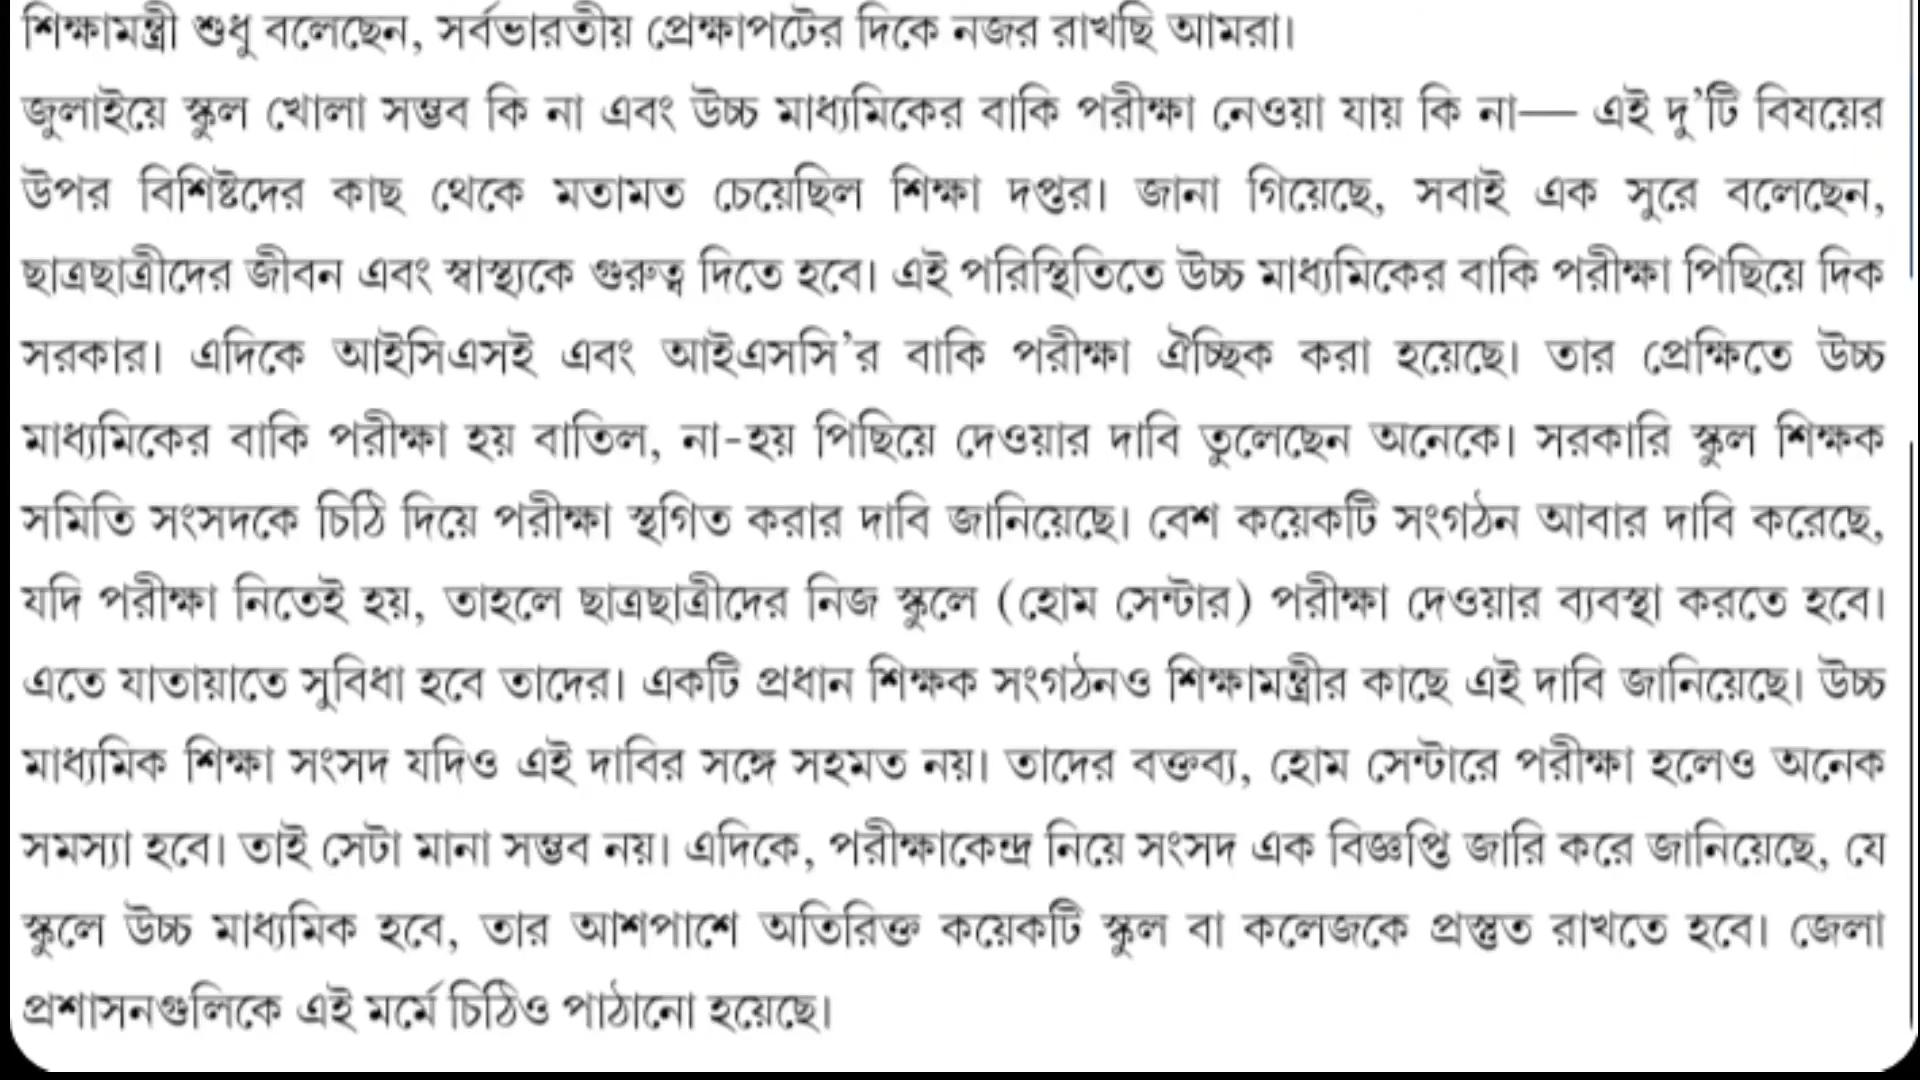 শিক্ষামন্ত্রী শুধু বলেছেন, সর্বভারতীয় প্রেক্ষাপটের দিকে নজর রাখছি আমরা।
জুলাইয়ে স্কুল খোলা সম্ভব কি না এবং উচ্চ মাধ্যমিকের বাকি পরীক্ষা নেওয়া যায় কি না— এই দু'টি বিষয়ের
উপর বিশিষ্টদের কাছ থেকে মতামত চেয়েছিল শিক্ষা দপ্তর। জানা গিয়েছে, সবাই এক সুরে বলেছেন,
ছাত্রছাত্রীদের জীবন এবং স্বাস্থ্যকে গুরুত্ব দিতে হবে। এই পরিস্থিতিতে উচ্চ মাধ্যমিকের বাকি পরীক্ষা পিছিয়ে দিক
সরকার। এদিকে আইসিএসই এবং আইএসসি'র বাকি পরীক্ষা ঐচ্ছিক করা হয়েছে। তার প্রেক্ষিতে উচ্চ
মাধ্যমিকের বাকি পরীক্ষা হয় বাতিল, না-হয় পিছিয়ে দেওয়ার দাবি তুলেছেন অনেকে। সরকারি স্কুল শিক্ষক
সমিতি সংসদকে চিঠি দিয়ে পরীক্ষা স্থগিত করার দাবি জানিয়েছে। বেশ কয়েকটি সংগঠন আবার দাবি করেছে,
যদি পরীক্ষা নিতেই হয়, তাহলে ছাত্রছাত্রীদের নিজ স্কুলে (হোম সেন্টার) পরীক্ষা দেওয়ার ব্যবস্থা করতে হবে।
এতে যাতায়াতে সুবিধা হবে তাদের। একটি প্রধান শিক্ষক সংগঠনও শিক্ষামন্ত্রীর কাছে এই দাবি জানিয়েছে। উচ্চ
মাধ্যমিক শিক্ষা সংসদ যদিও এই দাবির সঙ্গে সহমত নয়। তাদের বক্তব্য, হোম সেন্টারে পরীক্ষা হলেও অনেক
সমস্যা হবে। তাই সেটা মানা সম্ভব নয়। এদিকে, পরীক্ষাকেন্দ্র নিয়ে সংসদ এক বিজ্ঞপ্তি জারি করে জানিয়েছে, যে
স্কুলে উচ্চ মাধ্যমিক হবে, তার আশপাশে অতিরিক্ত কয়েকটি স্কুল বা কলেজকে প্রস্তুত রাখতে হবে। জেলা
প্রশাসনগুলিকে এই মর্মে চিঠিও পাঠানো হয়েছে।